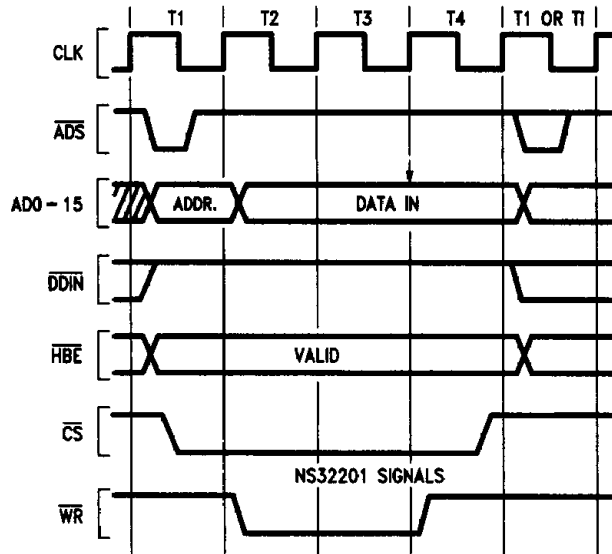 T1 T2 T3 T4 T1 OR Ti
CLK
ADS
AD0-15 ADDR. DATA IN
DDIN
HBE VALID
CS
NS32201 SIGNALS
WR